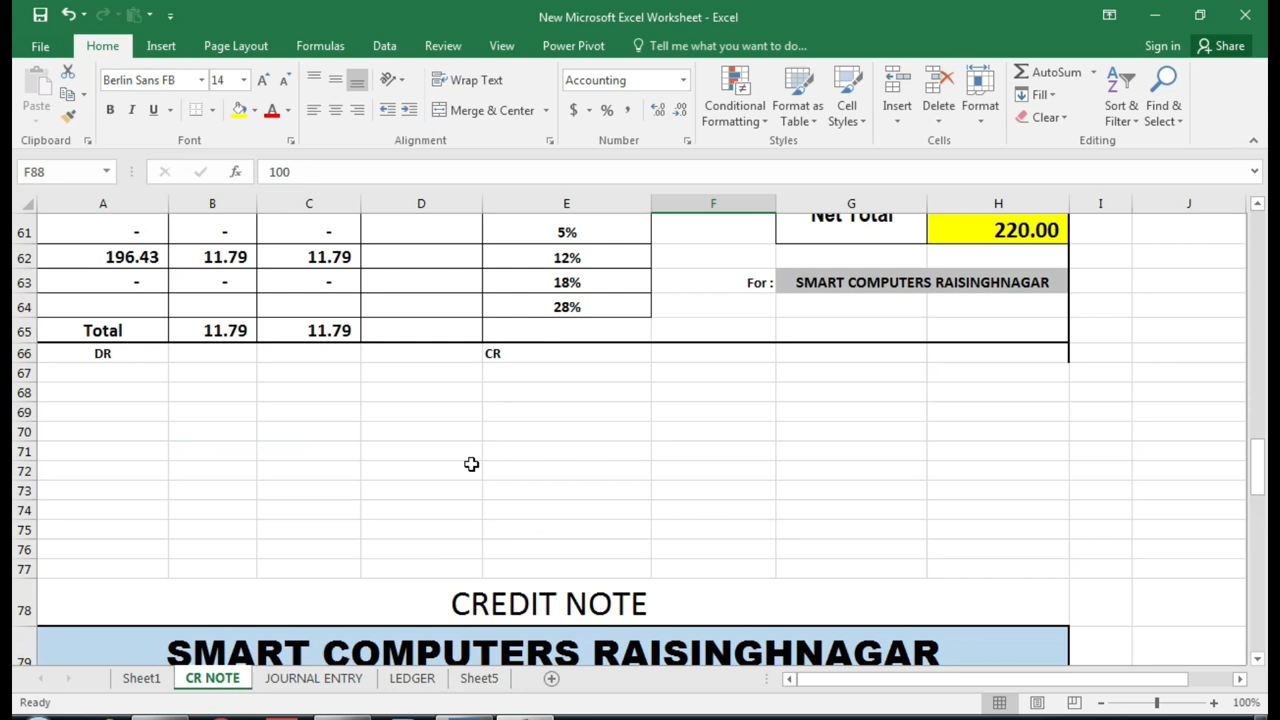 New Microsoft Excel Worksheet - Excel
File Home Insert Page Layout Formulas Data Review View Power Pivot Tell me what you want to do... Sign in Share
Paste
Clipboard
Berlin Sans FB 14
B I U
Font
Wrap Text
Merge & Center
Alignment
Accounting
$ % ,
Number
Conditional Formatting
Format as Table
Cell Styles
Styles
Insert Delete Format
Cells
AutoSum
Fill
Clear
Sort & Filter
Find & Select
Editing
F88 fx 100
A B C D E F G H I J
61 - - - 5% Net Total 220.00
62 196.43 11.79 11.79 12%
63 - - - 18% For : SMART COMPUTERS RAISINGHNAGAR
64 28%
65 Total 11.79 11.79
66 DR CR
67
68
69
70
71
72
73
74
75
76
77
78 CREDIT NOTE
79 SMART COMPUTERS RAISINGHNAGAR
Sheet1 CR NOTE JOURNAL ENTRY LEDGER Sheet5
Ready 100%